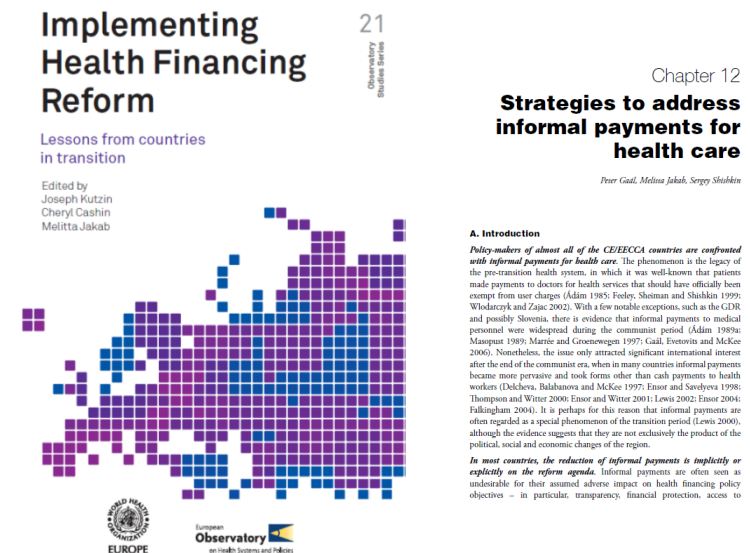 Implementing
Health Financing
Reform
21
Observatory
Studies Series
Lessons from countries
in transition
Edited by
Joseph Kutzin
Cheryl Cashin
Melitta Jakab
WORLD HEALTH
ORGANIZATION
EUROPE
European
Observatory
on Health Systems and Policies
Chapter 12
Strategies to address
informal payments for
health care
Peser Gaál, Melissa Jakab, Sergey Shishkin
A. Introduction
Policy-makers of almost all of the CE/EECCA countries are confronted
with informal payments for health care. The phenomenon is the legacy of
the pre-transition health system, in which it was well-known that patients
made payments to doctors for health services that should have officially been
exempt from user charges (Ádám 1985; Feeley, Sheiman and Shishkin 1999;
Wlodarczyk and Zajac 2002). With a few notable exceptions, such as the GDR
and possibly Slovenia, there is evidence that informal payments to medical
personnel were widespread during the communist period (Ádám 1989a;
Masopust 1989; Marrée and Groenewegen 1997; Gaál, Evetovits and McKee
2006). Nonetheless, the issue only attracted significant international interest
after the end of the communist era, when in many countries informal payments
became more pervasive and took forms other than cash payments to health
workers (Delcheva, Balabanova and McKee 1997; Ensor and Savelyeva 1998;
Thompson and Witter 2000; Ensor and Witter 2001; Lewis 2002; Ensor 2004;
Falkingham 2004). It is perhaps for this reason that informal payments are
often regarded as a special phenomenon of the transition period (Lewis 2000),
although the evidence suggests that they are not exclusively the product of the
political, social and economic changes of the region.
In most countries, the reduction of informal payments is implicitly or
explicitly on the reform agenda. Informal payments are often seen as
undesirable for their assumed adverse impact on health financing policy
objectives – in particular, transparency, financial protection, access to